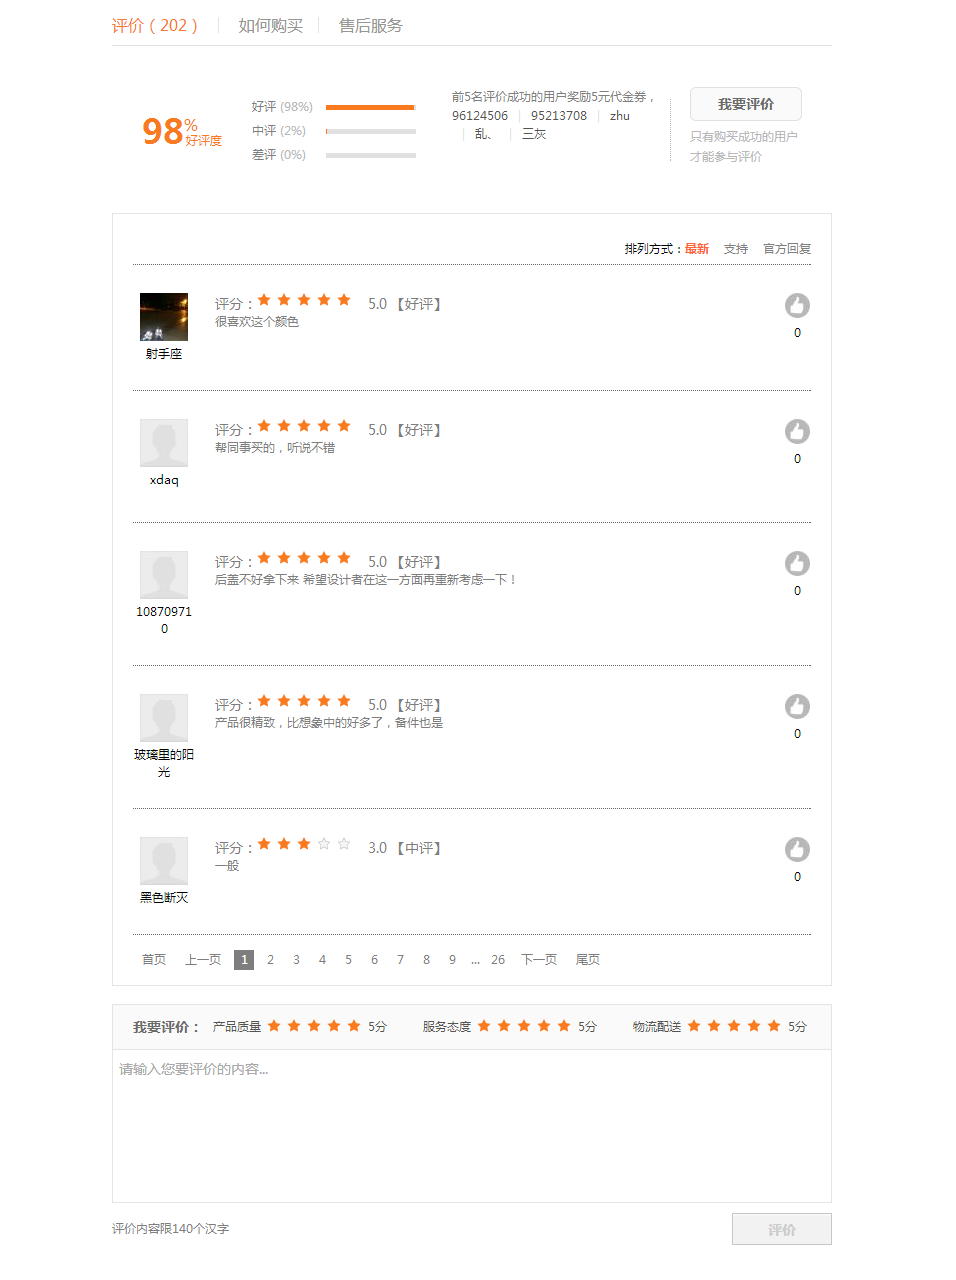 评价（202） 如何购买 售后服务
98%
好评度
好评 (98%)
中评 (2%)
差评 (0%)
前5名评价成功的用户奖励5元代金券，
96124506 | 95213708 | zhu
| 乱、 | 三灰
我要评价
只有购买成功的用户
才能参与评价
排列方式：最新 支持 官方回复
评分： 5.0 【好评】
很喜欢这个颜色
射手座
0
评分： 5.0 【好评】
帮同事买的，听说不错
xdaq
0
评分： 5.0 【好评】
后盖不好拿下来 希望设计者在这一方面再重新考虑一下！
10870971
0
0
评分： 5.0 【好评】
产品很精致，比想象中的好多了，备件也是
玻璃里的阳
光
0
评分： 3.0 【中评】
一般
黑色断灭
0
首页 上一页 1 2 3 4 5 6 7 8 9 ... 26 下一页 尾页
我要评价： 产品质量 5分 服务态度 5分 物流配送 5分
请输入您要评价的内容...
评价内容限140个汉字
评价